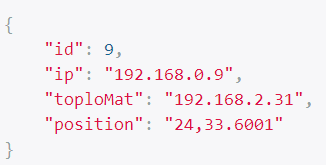 {
    "id": 9,
    "ip": "192.168.0.9",
    "toploMat": "192.168.2.31",
    "position": "24,33.6001"
}